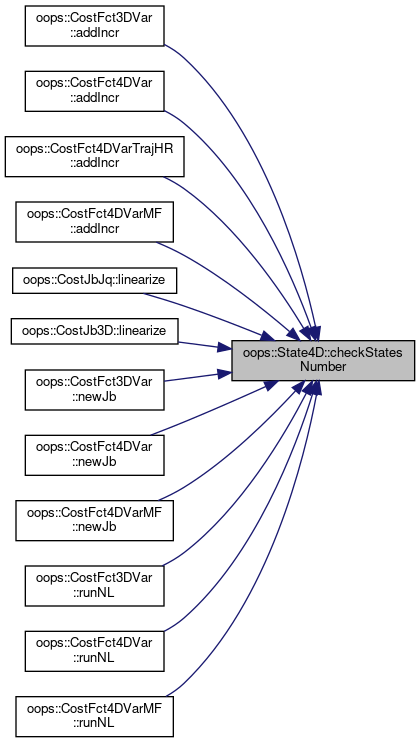 oops::CostFct3DVar
::addIncr
oops::CostFct4DVar
::addIncr
oops::CostFct4DVarTrajHR
::addIncr
oops::CostFct4DVarMF
::addIncr
oops::CostJbJq::linearize
oops::CostJb3D::linearize
oops::State4D::checkStates
Number
oops::CostFct3DVar
::newJb
oops::CostFct4DVar
::newJb
oops::CostFct4DVarMF
::newJb
oops::CostFct3DVar
::runNL
oops::CostFct4DVar
::runNL
oops::CostFct4DVarMF
::runNL